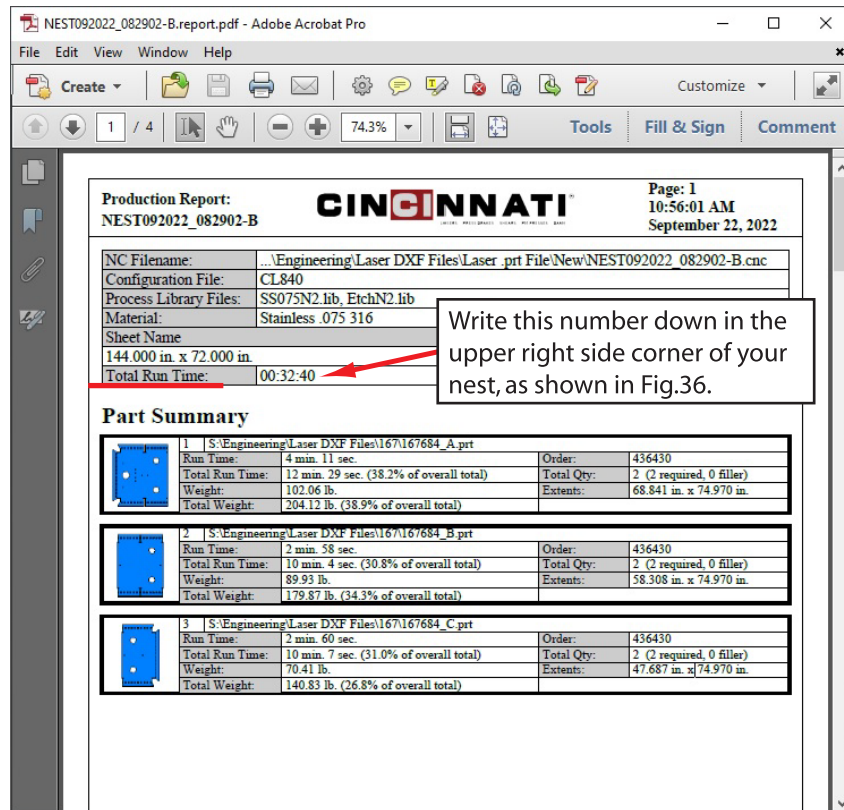 NEST092022_082902-B.report.pdf - Adobe Acrobat Pro
File Edit View Window Help
Create Customize
1 / 4 74.3% Tools Fill & Sign Comment
Production Report:
NEST092022_082902-B
CINCINNATI
Page: 1
10:56:01 AM
September 22, 2022
NC Filename: ...\Engineering\Laser DXF Files\Laser .prt File\New\NEST092022_082902-B.cnc
Configuration File: CL840
Process Library Files: SS075N2.lib, EtchN2.lib
Material: Stainless .075 316
Sheet Name
144.000 in. x 72.000 in.
Total Run Time: 00:32:40
Write this number down in the
upper right side corner of your
nest, as shown in Fig.36.
Part Summary
1 S:\Engineering\Laser DXF Files\167\167684_A.prt
Run Time: 4 min. 11 sec. Order: 436430
Total Run Time: 12 min. 29 sec. (38.2% of overall total) Total Qty: 2 (2 required, 0 filler)
Weight: 102.06 lb. Extents: 68.841 in. x 74.970 in.
Total Weight: 204.12 lb. (38.9% of overall total)
2 S:\Engineering\Laser DXF Files\167\167684_B.prt
Run Time: 2 min. 58 sec. Order: 436430
Total Run Time: 10 min. 4 sec. (30.8% of overall total) Total Qty: 2 (2 required, 0 filler)
Weight: 89.93 lb. Extents: 58.308 in. x 74.970 in.
Total Weight: 179.87 lb. (34.3% of overall total)
3 S:\Engineering\Laser DXF Files\167\167684_C.prt
Run Time: 2 min. 60 sec. Order: 436430
Total Run Time: 10 min. 7 sec. (31.0% of overall total) Total Qty: 2 (2 required, 0 filler)
Weight: 70.41 lb. Extents: 47.687 in. x 74.970 in.
Total Weight: 140.83 lb. (26.8% of overall total)